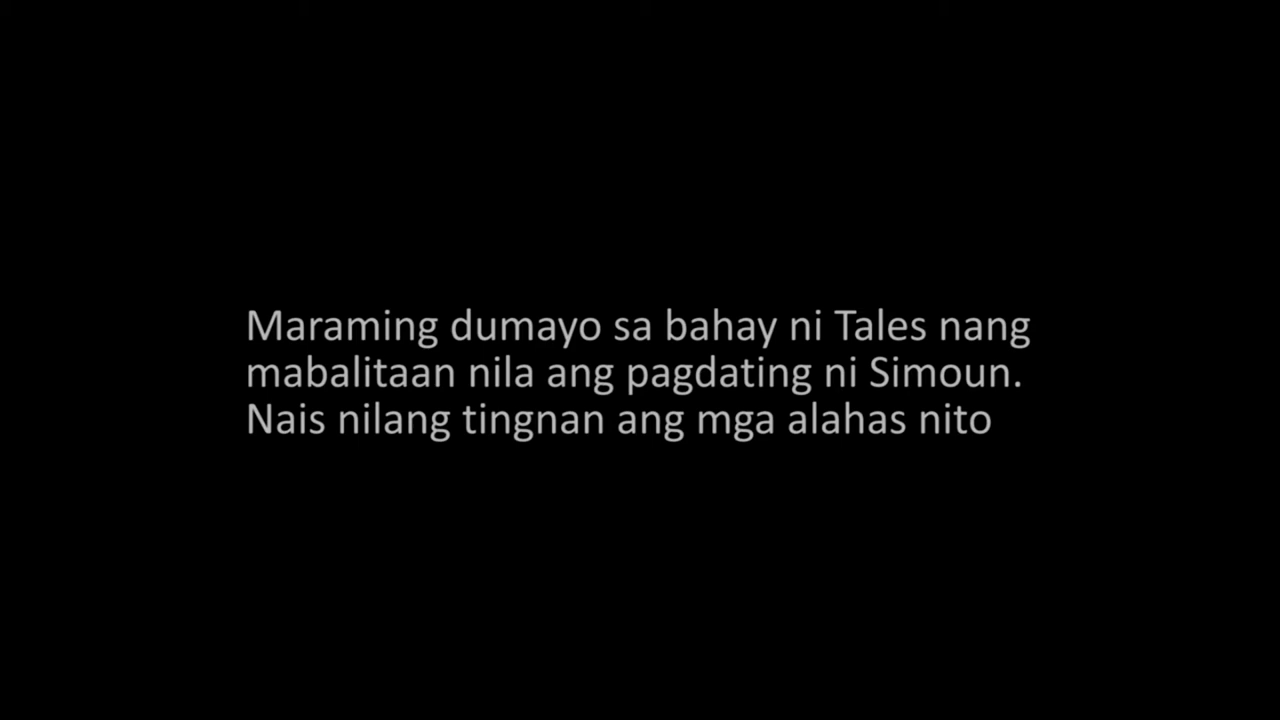 Maraming dumayo sa bahay ni Tales nang
mabalitaan nila ang pagdating ni Simoun.
Nais nilang tingnan ang mga alahas nito